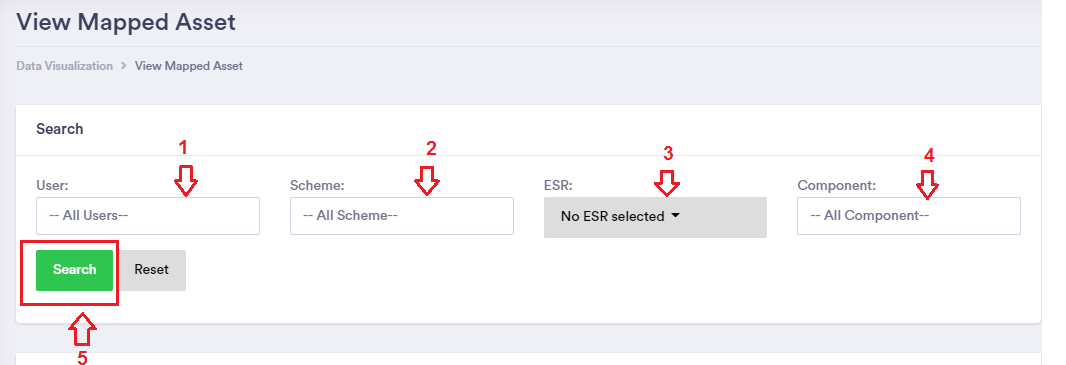 View Mapped Asset
Data Visualization > View Mapped Asset
Search
1 2 3 4
User: Scheme: ESR: Component:
-- All Users-- -- All Scheme-- No ESR selected -- All Component--
Search Reset
5